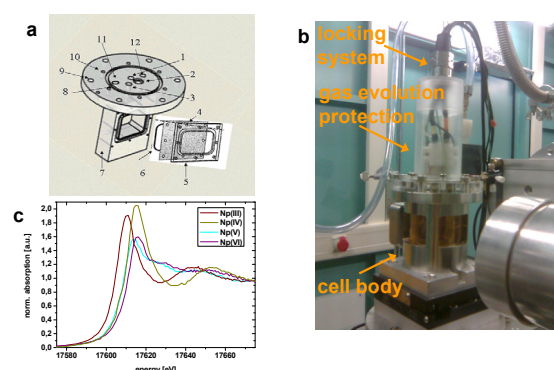 a
11
12
10
1
9
2
8
3
4
7
6
5
b
locking
system
gas evolution
protection
cell body
c
norm. absorption [a.u.]
2,0
1,8
1,6
1,4
1,2
1,0
0,8
0,6
0,4
0,2
0,0
Np(III)
Np(IV)
Np(V)
Np(VI)
17580
17600
17620
17640
17660
energy [eV]